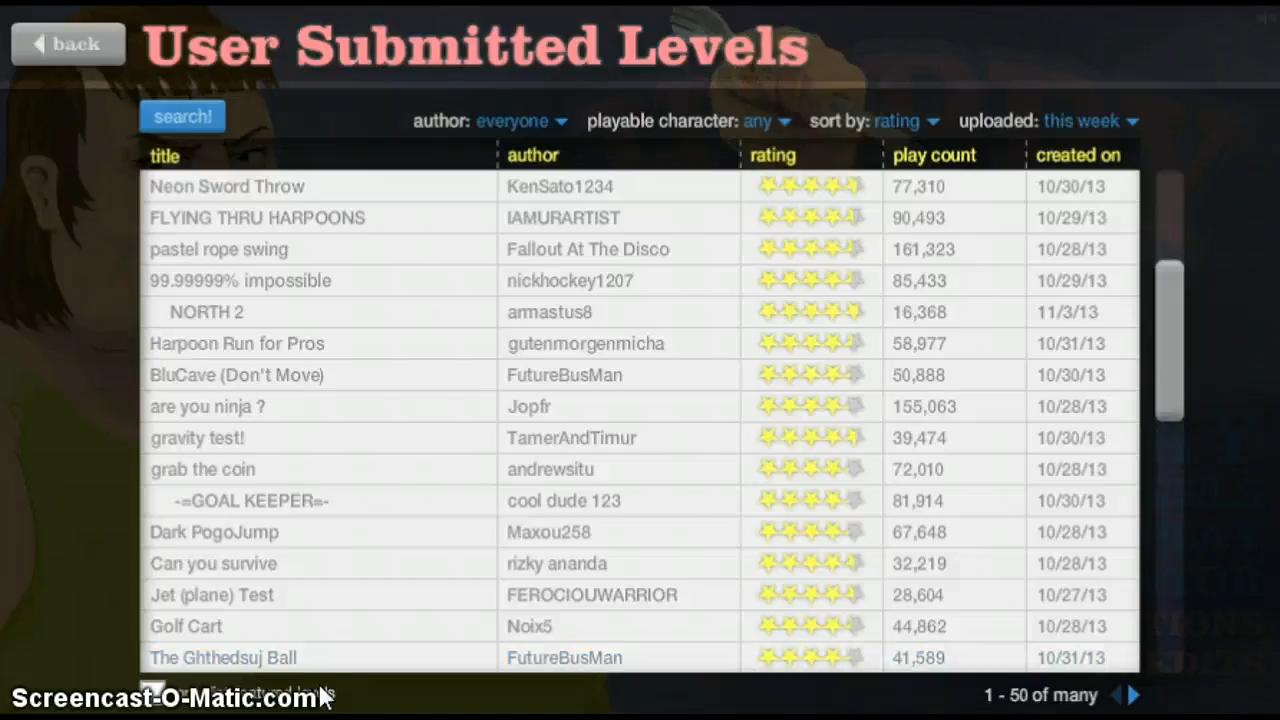 back
User Submitted Levels
search!
author: everyone playable character: any sort by: rating uploaded: this week
title author rating play count created on
Neon Sword Throw KenSato1234 77,310 10/30/13
FLYING THRU HARPOONS IAMURARTIST 90,493 10/29/13
pastel rope swing Fallout At The Disco 161,323 10/28/13
99.99999% impossible nickhockey1207 85,433 10/29/13
NORTH 2 armastus8 16,368 11/3/13
Harpoon Run for Pros gutenmorgenmicha 58,977 10/31/13
BluCave (Don't Move) FutureBusMan 50,888 10/30/13
are you ninja ? Jopfr 155,063 10/28/13
gravity test! TamerAndTimur 39,474 10/30/13
grab the coin andrewsitu 72,010 10/28/13
-=GOAL KEEPER=- cool dude 123 81,914 10/30/13
Dark PogoJump Maxou258 67,648 10/28/13
Can you survive rizky ananda 32,219 10/28/13
Jet (plane) Test FEROCIOUWARRIOR 28,604 10/27/13
Golf Cart Noix5 44,862 10/28/13
The Ghthedsuj Ball FutureBusMan 41,589 10/31/13
Screencast-O-Matic.com
1 - 50 of many